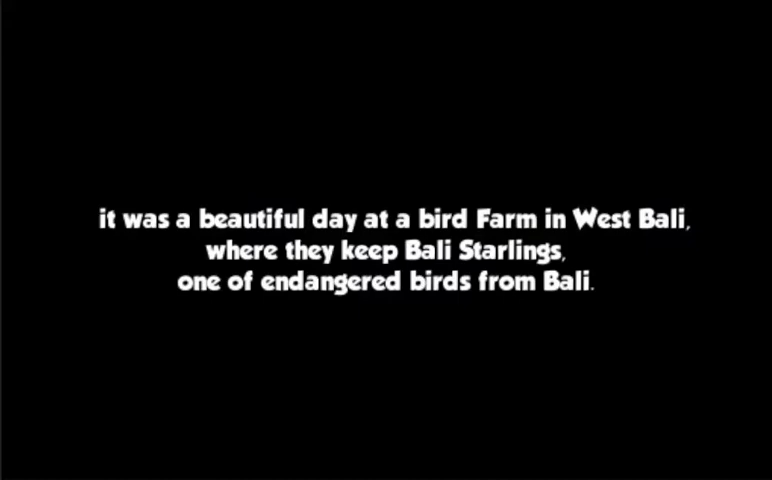 it was a beautiful day at a bird Farm in West Bali,
where they keep Bali Starlings,
one of endangered birds from Bali.